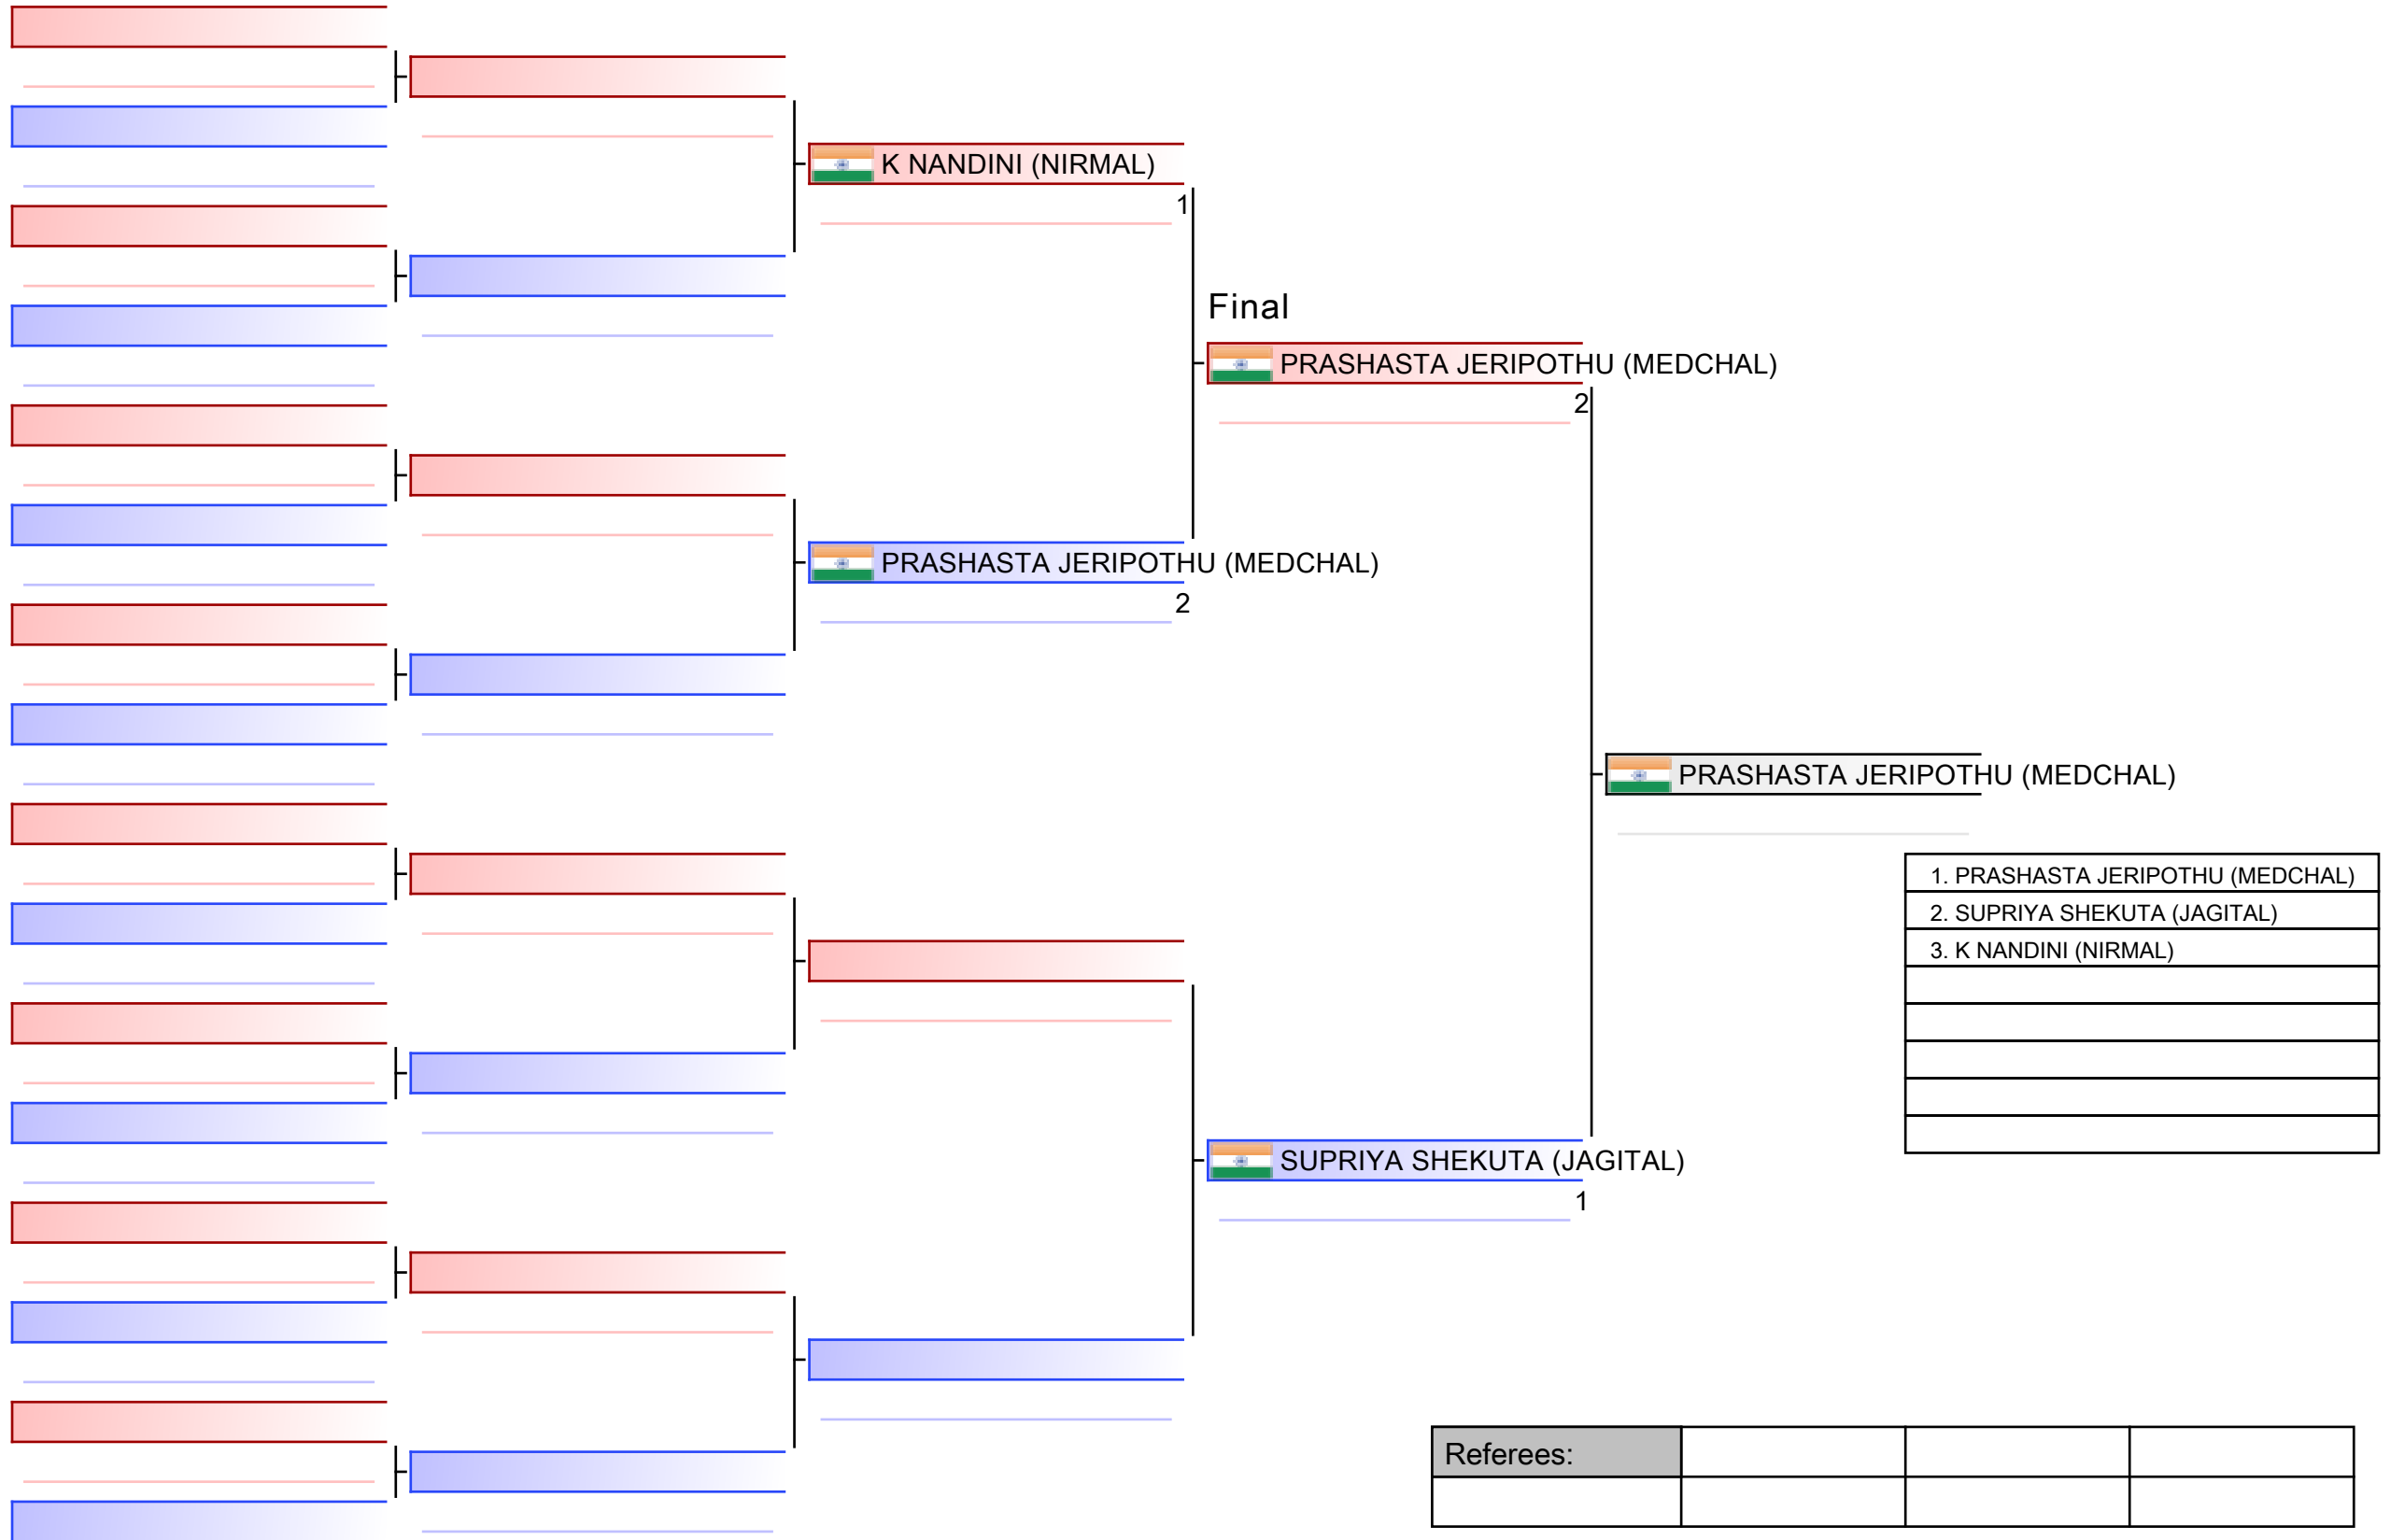 K NANDINI (NIRMAL)
1
Final
PRASHASTA JERIPOTHU (MEDCHAL)
2
PRASHASTA JERIPOTHU (MEDCHAL)
2
PRASHASTA JERIPOTHU (MEDCHAL)
1. PRASHASTA JERIPOTHU (MEDCHAL)
2. SUPRIYA SHEKUTA (JAGITAL)
3. K NANDINI (NIRMAL)
SUPRIYA SHEKUTA (JAGITAL)
1
Referees: